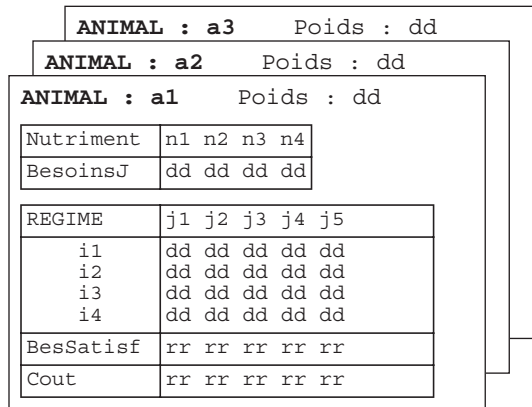 ANIMAL : a3 Poids : dd
ANIMAL : a2 Poids : dd
ANIMAL : a1 Poids : dd
Nutriment n1 n2 n3 n4
BesoinsJ dd dd dd dd
REGIME j1 j2 j3 j4 j5
i1 dd dd dd dd dd
i2 dd dd dd dd dd
i3 dd dd dd dd dd
i4 dd dd dd dd dd
BesSatisf rr rr rr rr rr
Cout rr rr rr rr rr